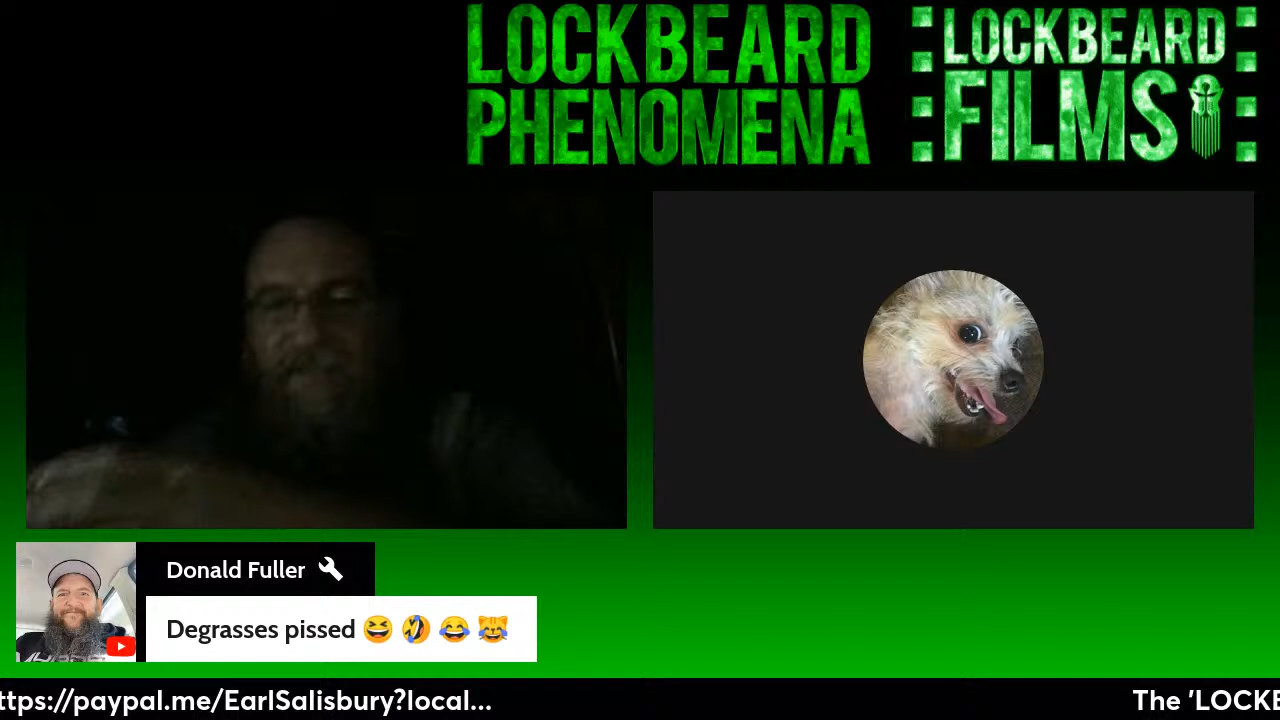 LOCKBEARD
PHENOMENA
LOCKBEARD
FILMS
Donald Fuller
Degrasses pissed 😆 🤣 😂 😹
ttps://paypal.me/EarlSalisbury?local...
The 'LOCKE